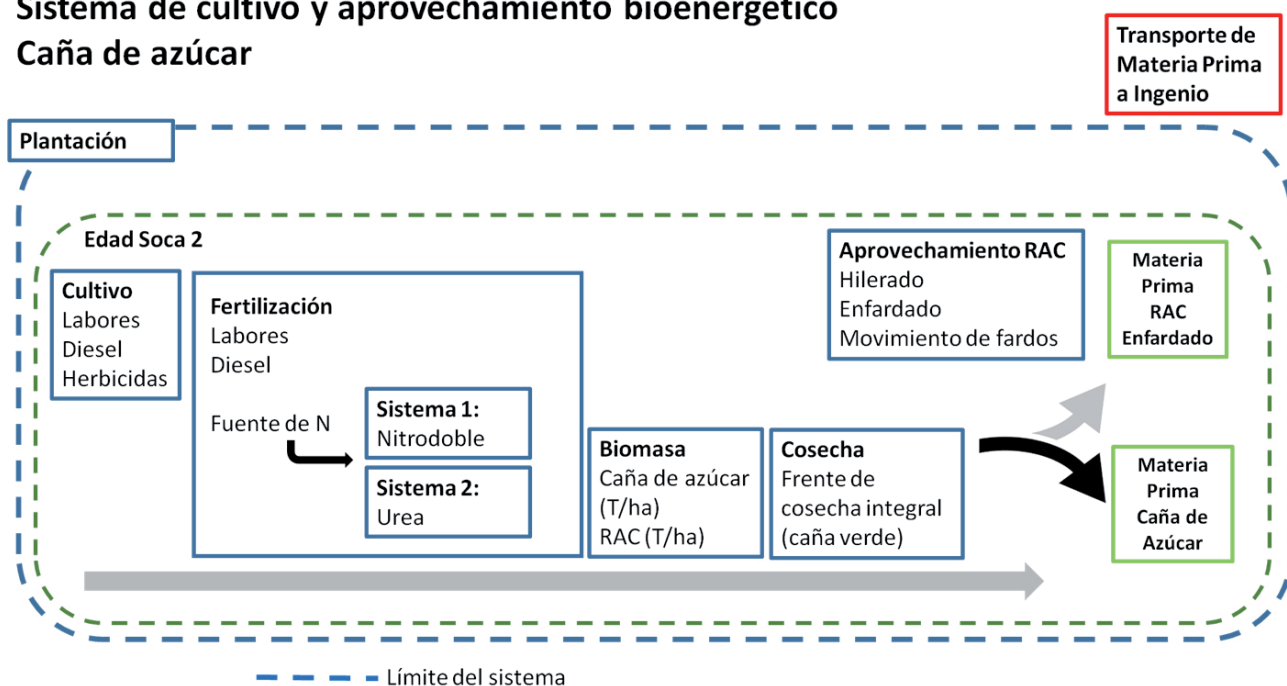 Sistema de cultivo y aprovechamiento bioenergético
Caña de azúcar
Transporte de
Materia Prima
a Ingenio
Plantación
Edad Soca 2
Cultivo
Labores
Diesel
Herbicidas
Fertilización
Labores
Diesel
Fuente de N
Sistema 1:
Nitrodoble
Sistema 2:
Urea
Biomasa
Caña de azúcar
(T/ha)
RAC (T/ha)
Cosecha
Frente de
cosecha integral
(caña verde)
Aprovechamiento RAC
Hilerado
Enfardado
Movimiento de fardos
Materia
Prima
RAC
Enfardado
Materia
Prima
Caña de
Azúcar
Límite del sistema